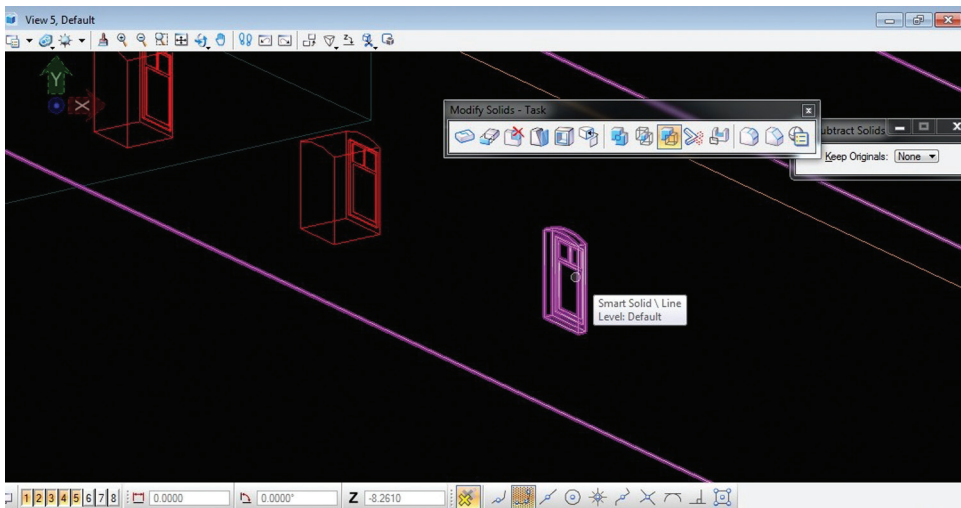 View 5, Default
Y
X
Modify Solids - Task
ubtract Solids
Keep Originals: None
Smart Solid \ Line
Level: Default
1 2 3 4 5 6 7 8 0.0000 0.0000° Z -8.2610